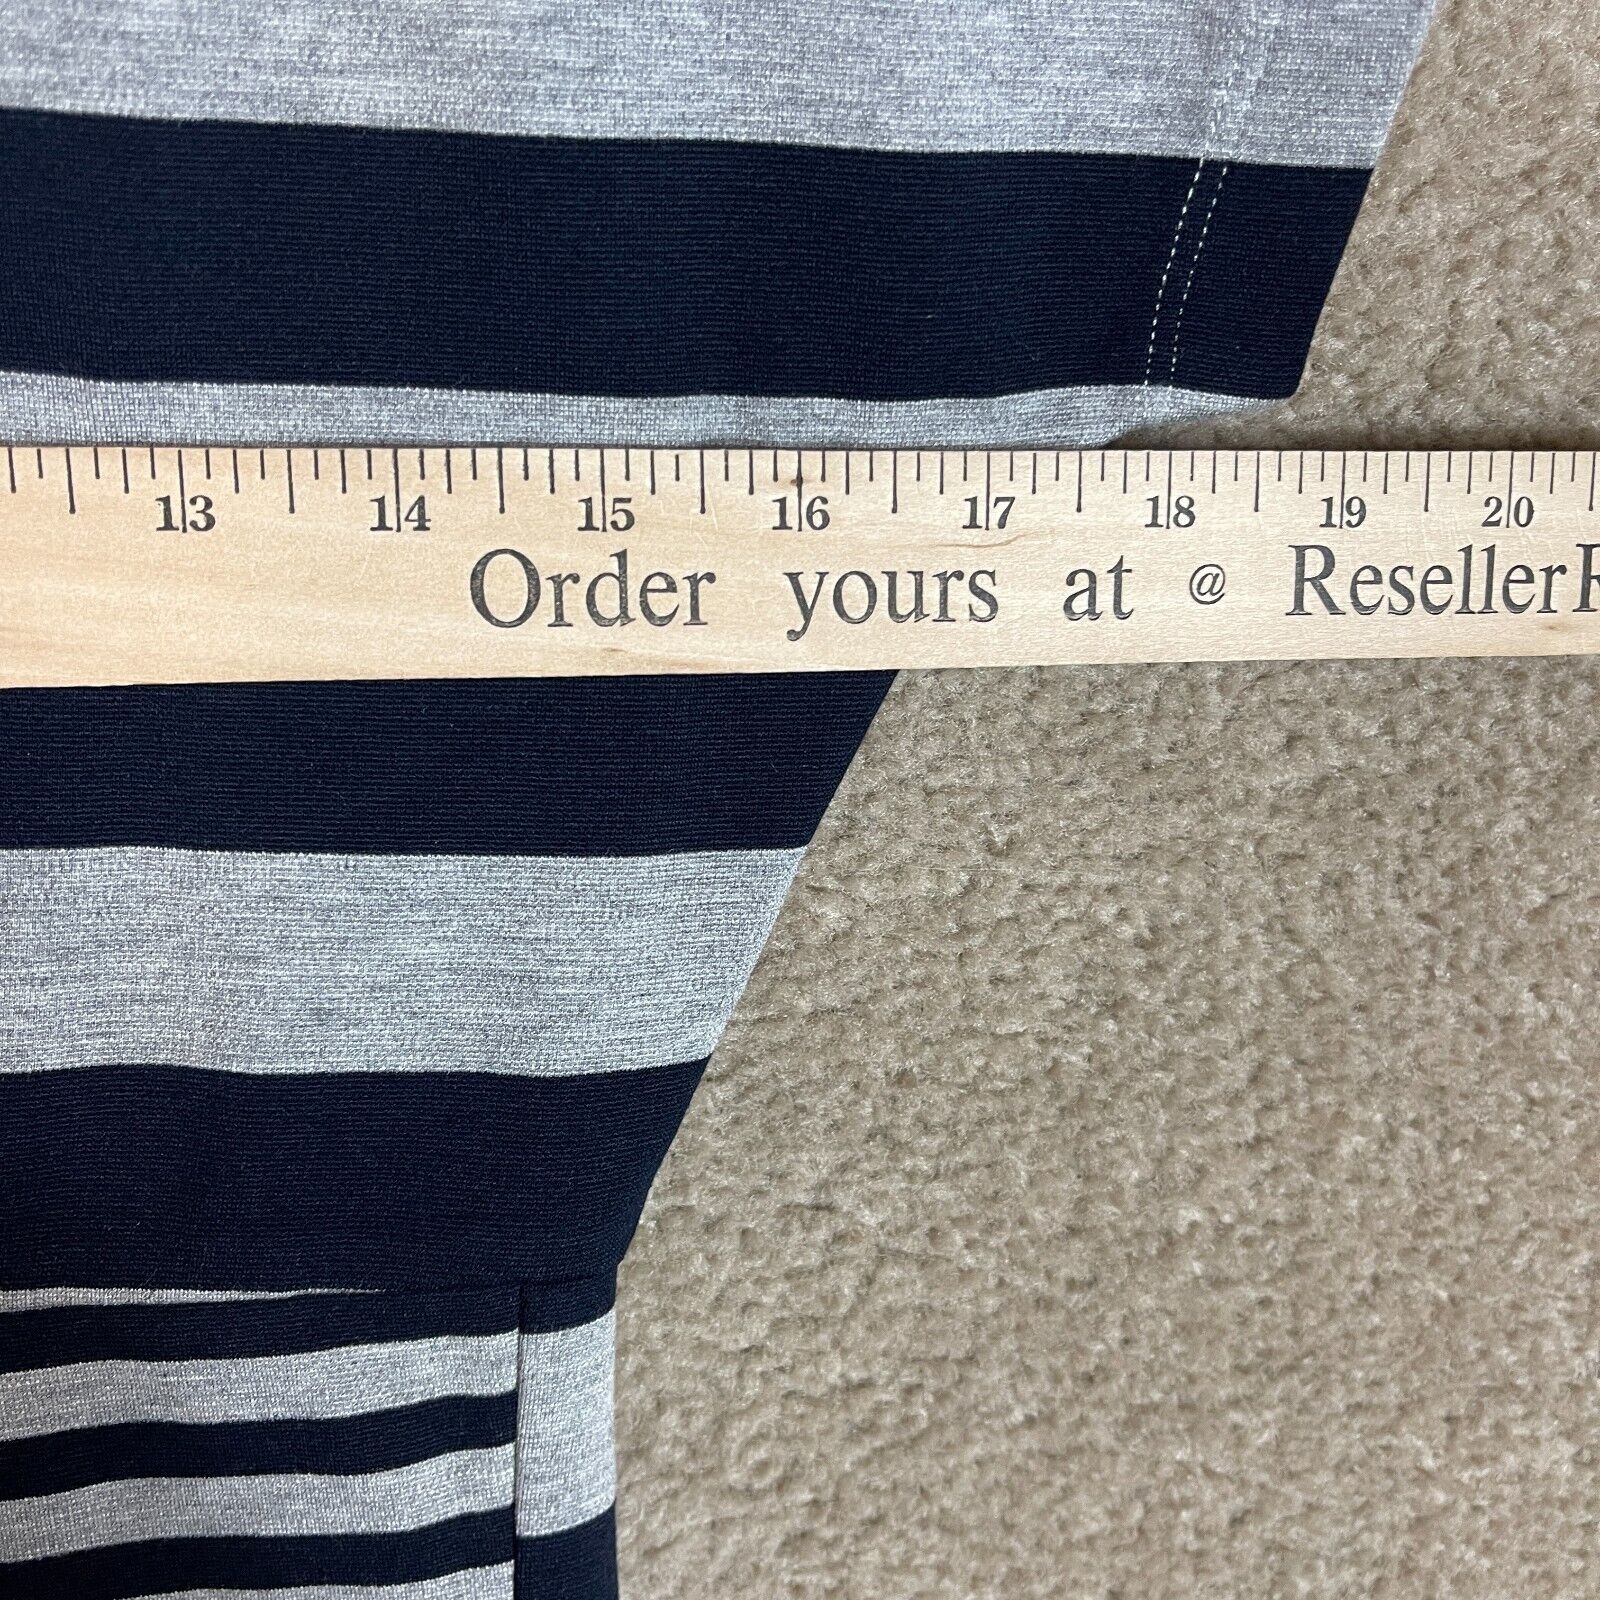 13 14 15 16 17 18 19 20
Order yours at @ Reseller